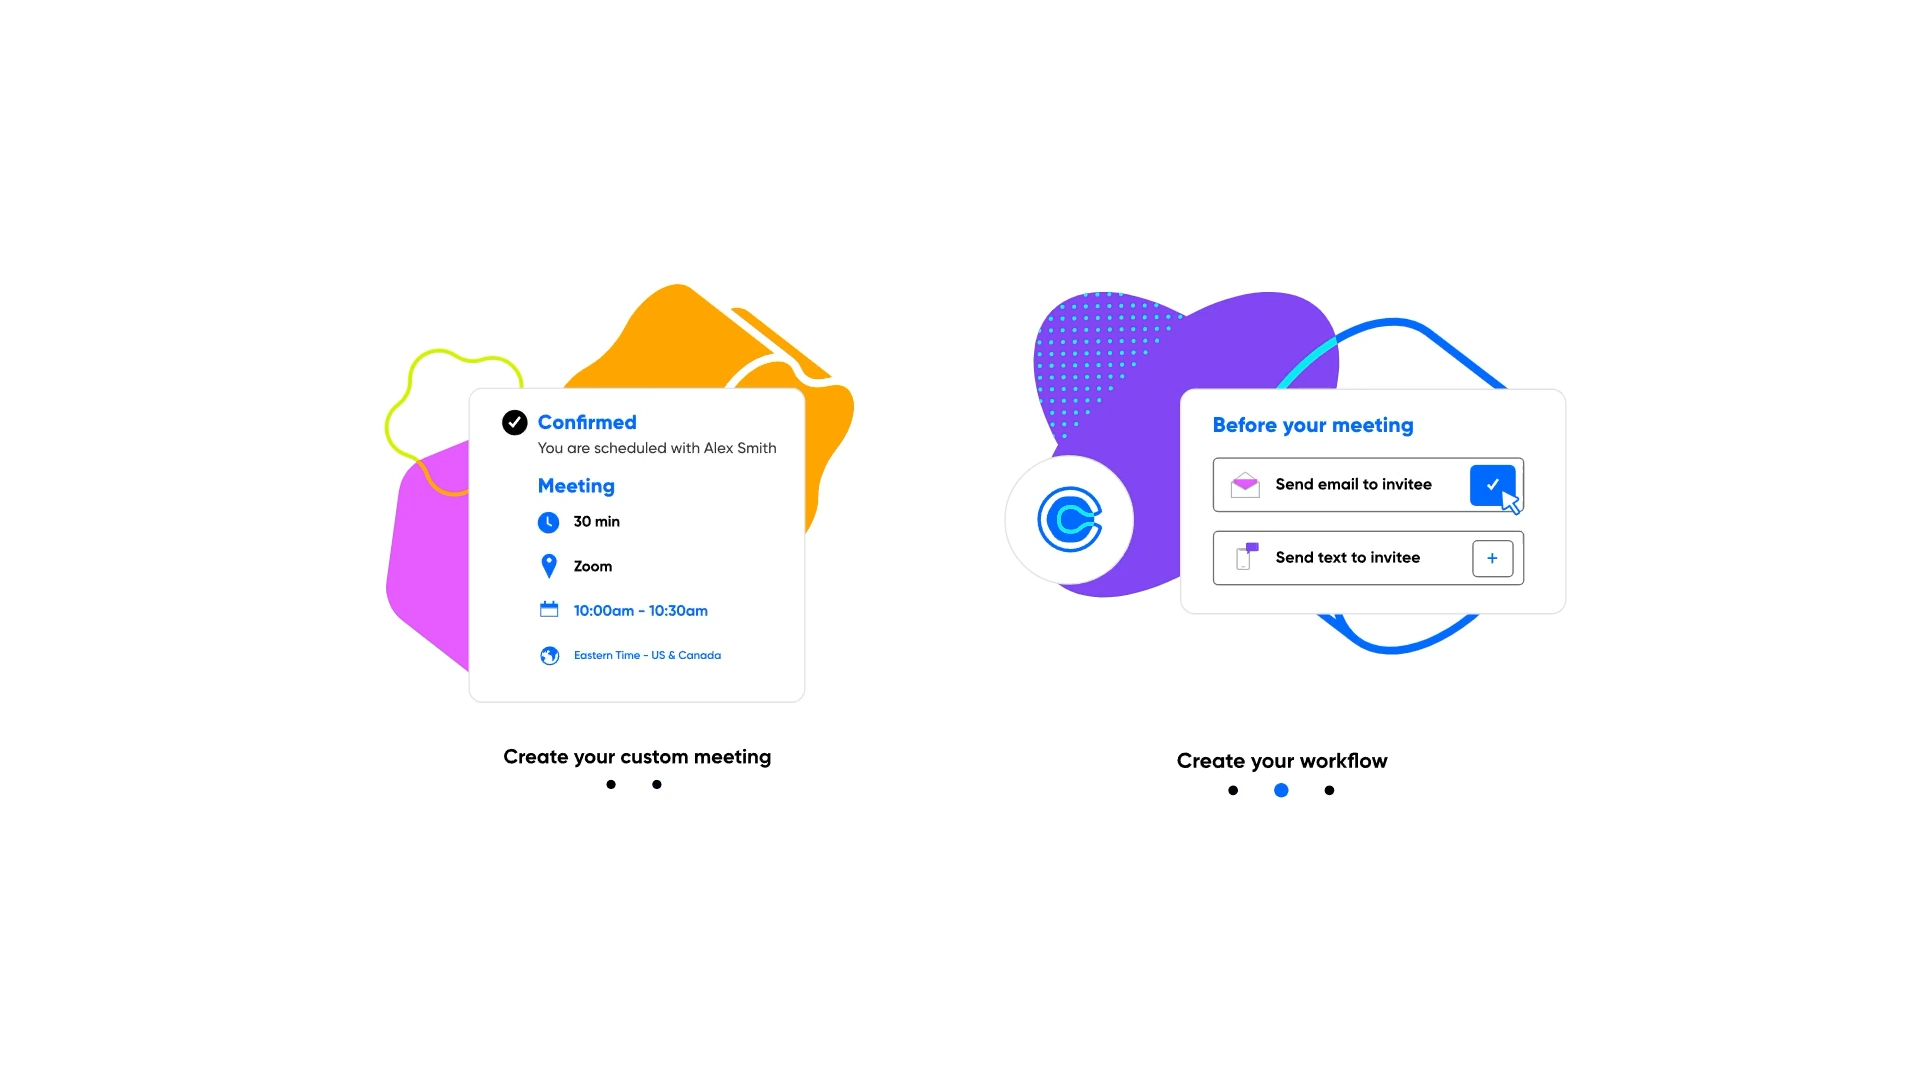 Confirmed
You are scheduled with Alex Smith
Meeting
30 min
Zoom
10:00am - 10:30am
Eastern Time - US & Canada
Create your custom meeting
Before your meeting
Send email to invitee
Send text to invitee
Create your workflow